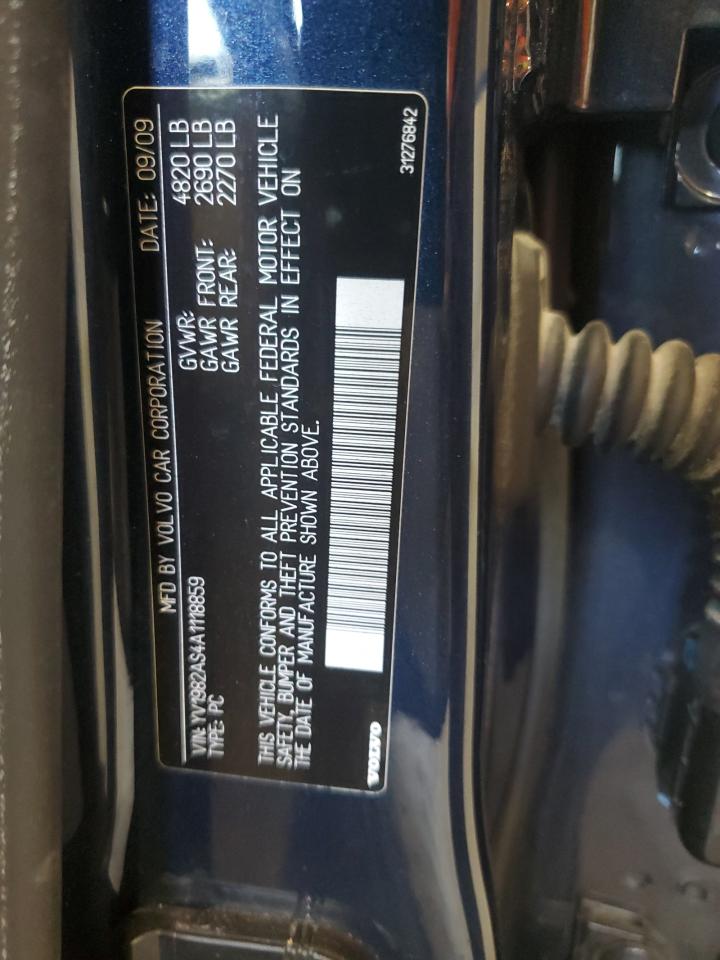 MFD BY VOLVO CAR CORPORATION DATE: 09/09
GVWR: 4820 LB
GAWR FRONT: 2690 LB
GAWR REAR: 2270 LB
VIN: YV1982AS4A1118859
TYPE: PC
THIS VEHICLE CONFORMS TO ALL APPLICABLE FEDERAL MOTOR VEHICLE
SAFETY, BUMPER AND THEFT PREVENTION STANDARDS IN EFFECT ON
THE DATE OF MANUFACTURE SHOWN ABOVE.
VOLVO
31276842